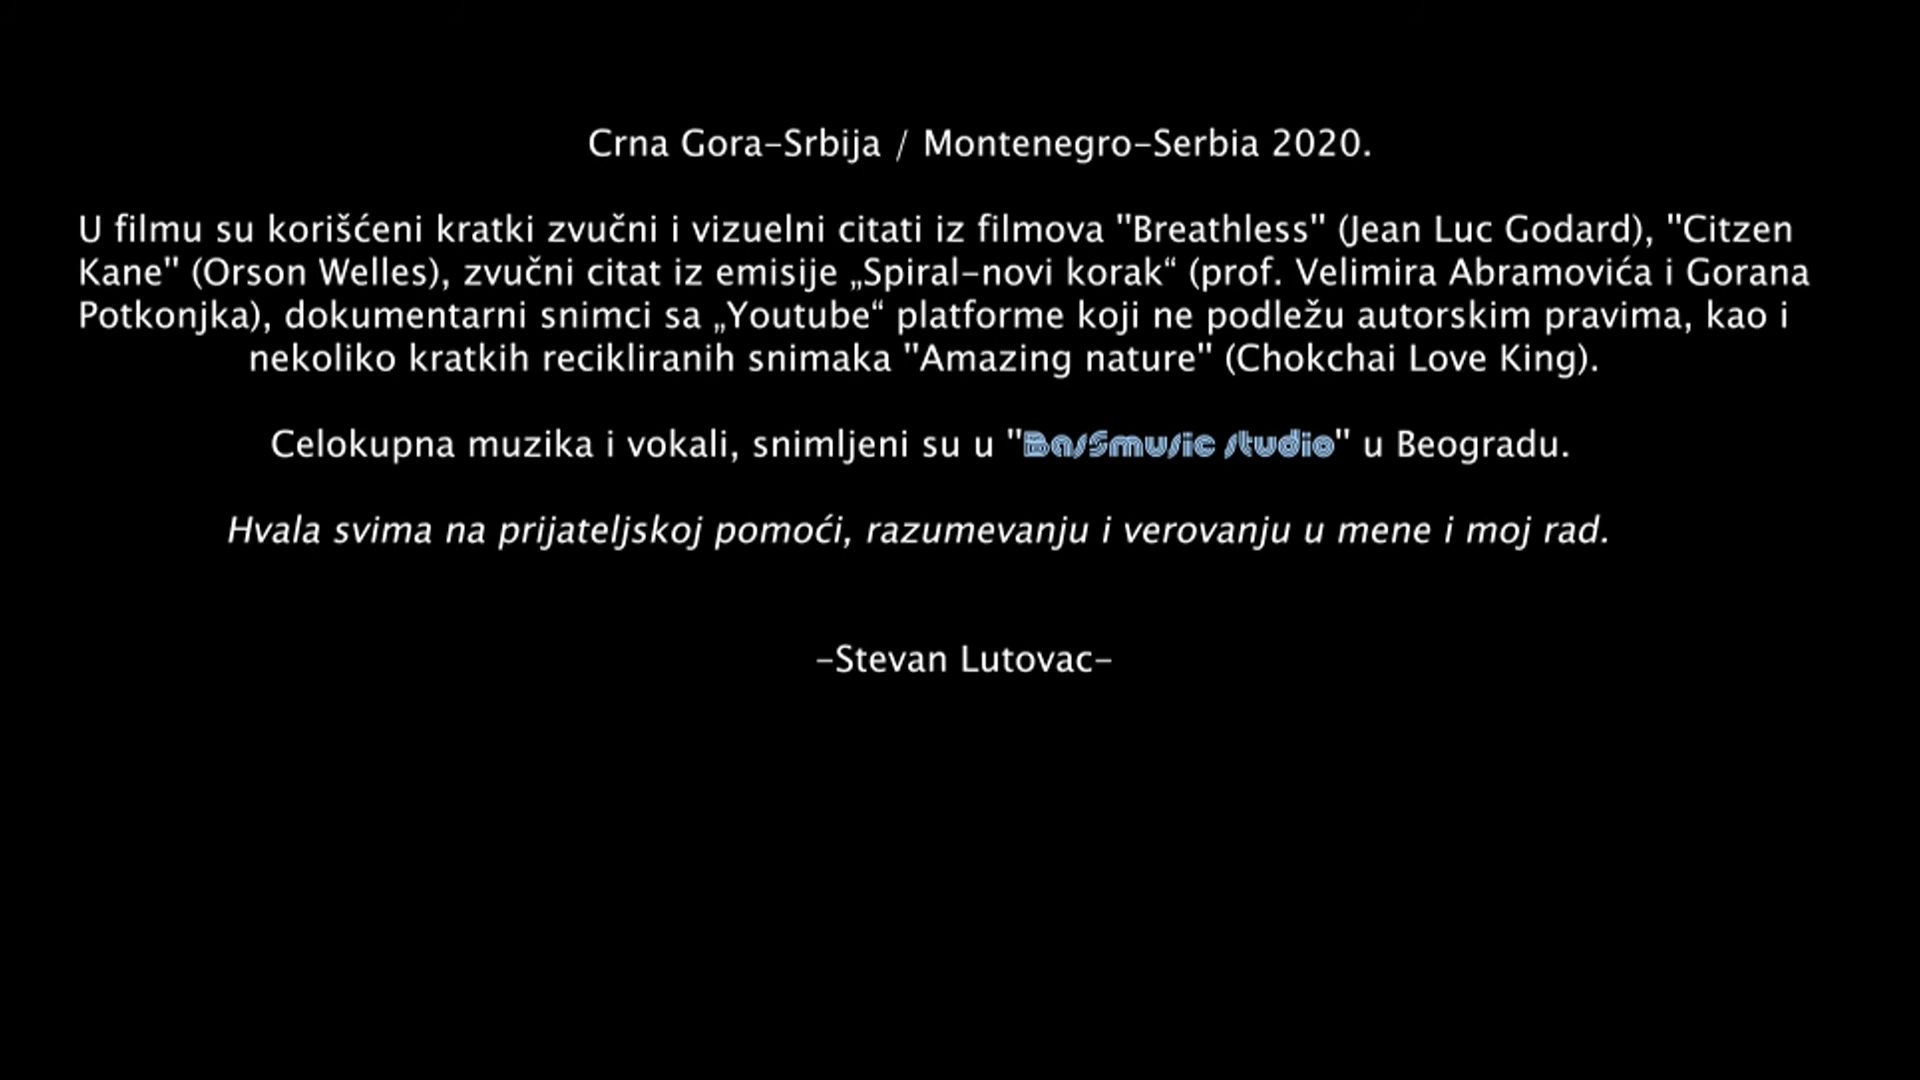 Crna Gora–Srbija / Montenegro–Serbia 2020.
U filmu su korišćeni kratki zvučni i vizuelni citati iz filmova "Breathless" (Jean Luc Godard), "Citzen
Kane" (Orson Welles), zvučni citat iz emisije „Spiral–novi korak“ (prof. Velimira Abramovića i Gorana
Potkonjka), dokumentarni snimci sa „Youtube“ platforme koji ne podležu autorskim pravima, kao i
nekoliko kratkih recikliranih snimaka "Amazing nature" (Chokchai Love King).
Celokupna muzika i vokali, snimljeni su u "BasSmusic studio" u Beogradu.
Hvala svima na prijateljskoj pomoći, razumevanju i verovanju u mene i moj rad.
–Stevan Lutovac–